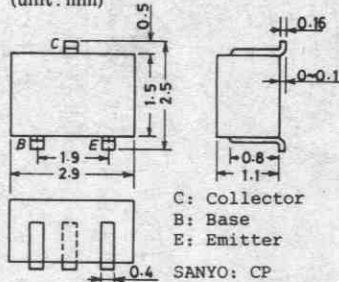 (unit : mm)
C
0.5
1.5
2.5
B
E
1.9
2.9
0.16
0~0.1
0.8
1.1
0.4
C: Collector
B: Base
E: Emitter
SANYO: CP